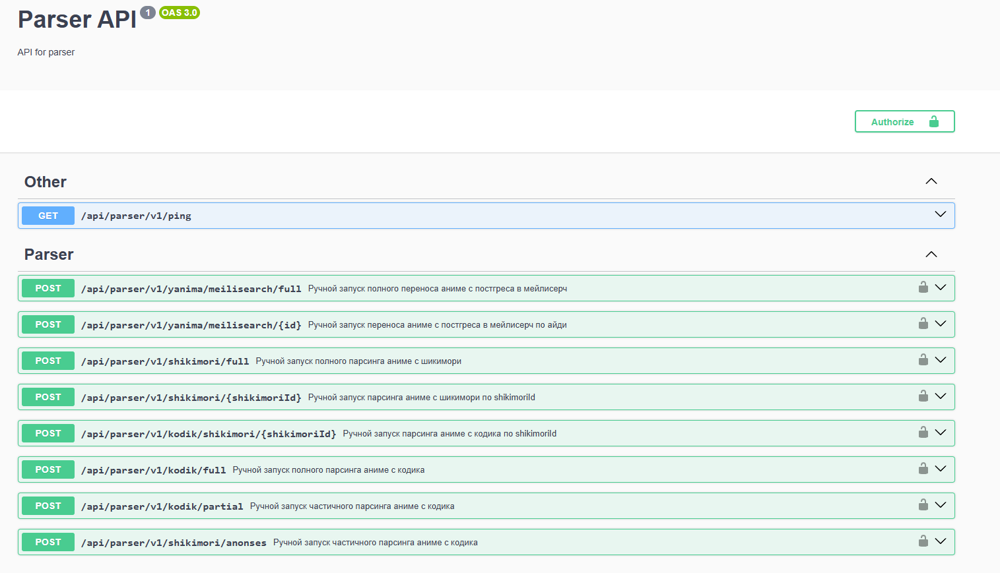 Parser API 1 OAS 3.0
API for parser
Authorize
Other
GET /api/parser/v1/ping
Parser
POST /api/parser/v1/yanima/meilisearch/full Ручной запуск полного переноса аниме с постгреса в мейлисерч
POST /api/parser/v1/yanima/meilisearch/{id} Ручной запуск переноса аниме с постгреса в мейлисерч по айди
POST /api/parser/v1/shikimori/full Ручной запуск полного парсинга аниме с шикимори
POST /api/parser/v1/shikimori/{shikimoriId} Ручной запуск парсинга аниме с шикимори по shikimoriId
POST /api/parser/v1/kodik/shikimori/{shikimoriId} Ручной запуск парсинга аниме с кодика по shikimoriId
POST /api/parser/v1/kodik/full Ручной запуск полного парсинга аниме с кодика
POST /api/parser/v1/kodik/partial Ручной запуск частичного парсинга аниме с кодика
POST /api/parser/v1/shikimori/anonses Ручной запуск частичного парсинга аниме с кодика